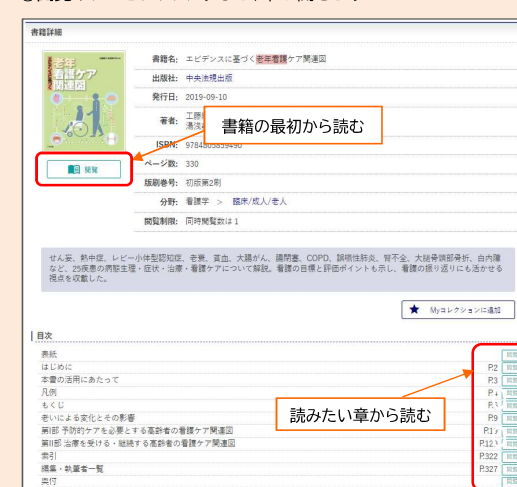 書籍詳細
老年
看護ケア
関連図
閲覧
書籍名: エビデンスに基づく老年看護ケア関連図
出版社: 中央法規出版
発行日: 2019-09-10
著者: 工藤
書籍の最初から読む
ISBN: 9784805859490
ページ数: 330
版刷巻号: 初版第2刷
分野: 看護学 > 臨床/成人/老人
閲覧制限: 同時閲覧数は1
せん妄、熱中症、レビー小体型認知症、老衰、貧血、大腸がん、腸閉塞、COPD、誤嚥性肺炎、腎不全、大腿骨頸部骨折、白内障
など、25疾患の病態生理・症状・治療・看護ケアについて解説。看護の目標と評価ポイントも示し、看護の振り返りにも活かせる
視点を収載した。
★ Myコレクションに追加
目次
表紙
はじめに P.2
本書の活用にあたって P.3
凡例
もくじ
老いによる変化とその影響 P.9
読みたい章から読む
第I部 予防的ケアを必要とする高齢者の看護ケア関連図
第II部 治療を受ける・継続する高齢者の看護ケア関連図
索引 P.322
編集・執筆者一覧 P.327
奥付